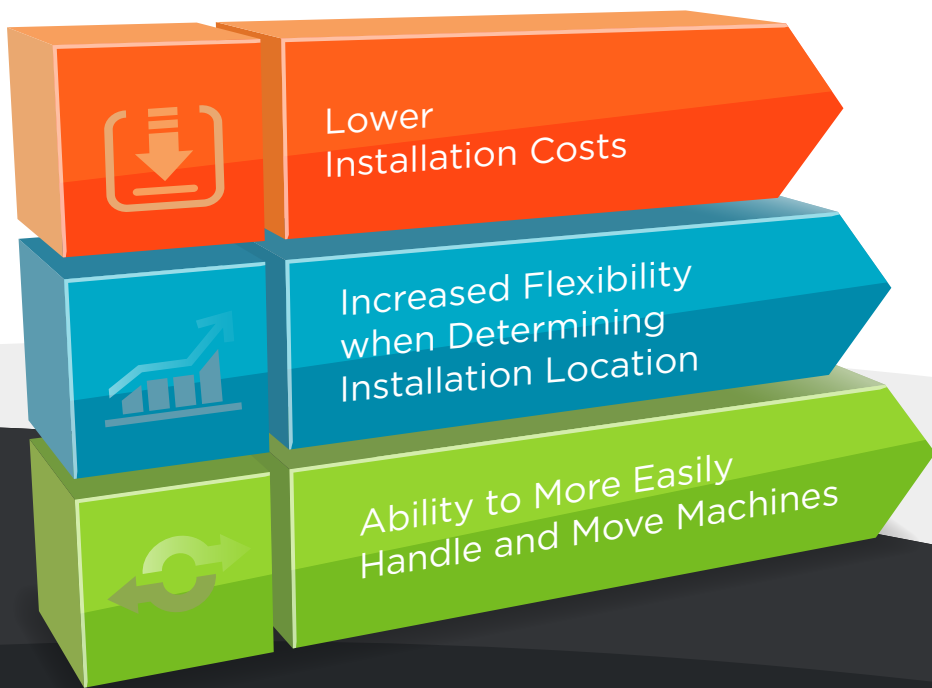 Lower
Installation Costs
Increased Flexibility
when Determining
Installation Location
Ability to More Easily
Handle and Move Machines